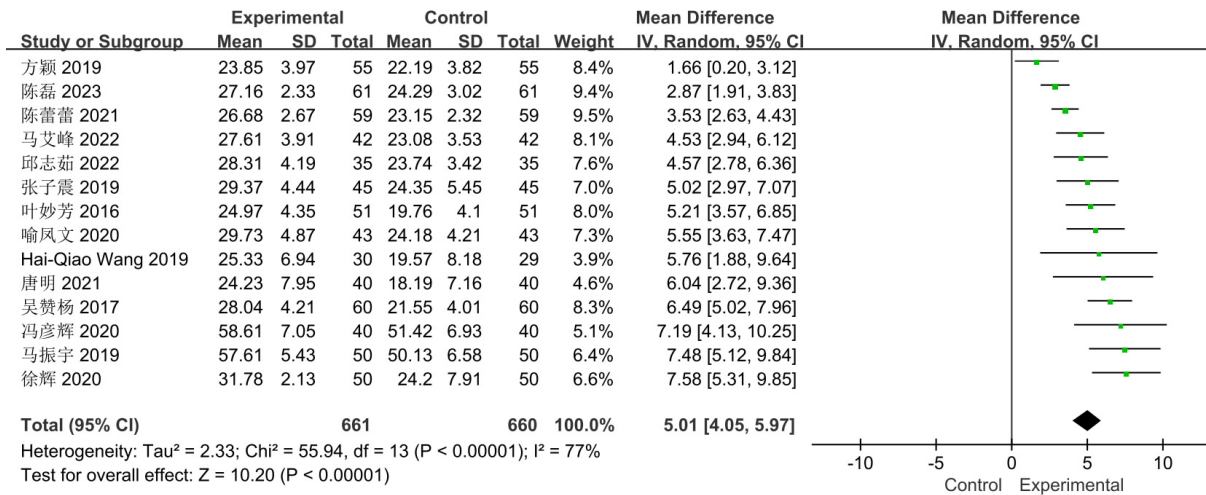 Experimental Control Mean Difference Mean Difference
Study or Subgroup Mean SD Total Mean SD Total Weight IV, Random, 95% CI IV, Random, 95% CI
方颖 2019 23.85 3.97 55 22.19 3.82 55 8.4% 1.66 [0.20, 3.12]
陈磊 2023 27.16 2.33 61 24.29 3.02 61 9.4% 2.87 [1.91, 3.83]
陈蕾蕾 2021 26.68 2.67 59 23.15 2.32 59 9.5% 3.53 [2.63, 4.43]
马艾峰 2022 27.61 3.91 42 23.08 3.53 42 8.1% 4.53 [2.94, 6.12]
邱志茹 2022 28.31 4.19 35 23.74 3.42 35 7.6% 4.57 [2.78, 6.36]
张子震 2019 29.37 4.44 45 24.35 5.45 45 7.0% 5.02 [2.97, 7.07]
叶妙芳 2016 24.97 4.35 51 19.76 4.1 51 8.0% 5.21 [3.57, 6.85]
喻凤文 2020 29.73 4.87 43 24.18 4.21 43 7.3% 5.55 [3.63, 7.47]
Hai-Qiao Wang 2019 25.33 6.94 30 19.57 8.18 29 3.9% 5.76 [1.88, 9.64]
唐明 2021 24.23 7.95 40 18.19 7.16 40 4.7% 6.04 [2.72, 9.36]
吴赞杨 2017 28.04 4.21 60 21.55 4.01 60 8.3% 6.49 [5.02, 7.96]
冯彦辉 2020 58.61 7.05 40 51.42 6.93 40 5.1% 7.19 [4.13, 10.25]
马振宇 2019 57.61 5.43 50 50.13 6.58 50 6.4% 7.48 [5.12, 9.84]
徐辉 2020 31.78 2.13 50 24.2 7.91 50 6.6% 7.58 [5.31, 9.85]
Total (95% CI) 661 660 100.0% 5.01 [4.05, 5.97]
Heterogeneity: Tau² = 2.33; Chi² = 55.94, df = 13 (P < 0.00001); I² = 77%
Test for overall effect: Z = 10.20 (P < 0.00001)
-10 -5 0 5 10
Control Experimental